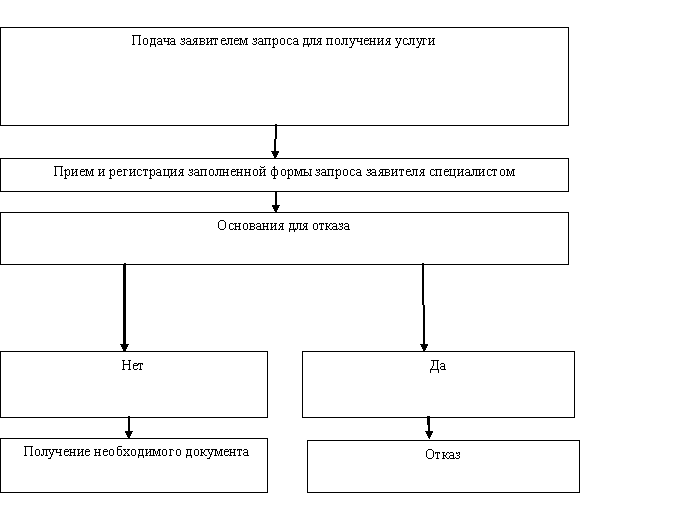 Подача заявителем запроса для получения услуги
Прием и регистрация заполненной формы запроса заявителя специалистом
Основания для отказа
Нет
Да
Получение необходимого документа
Отказ